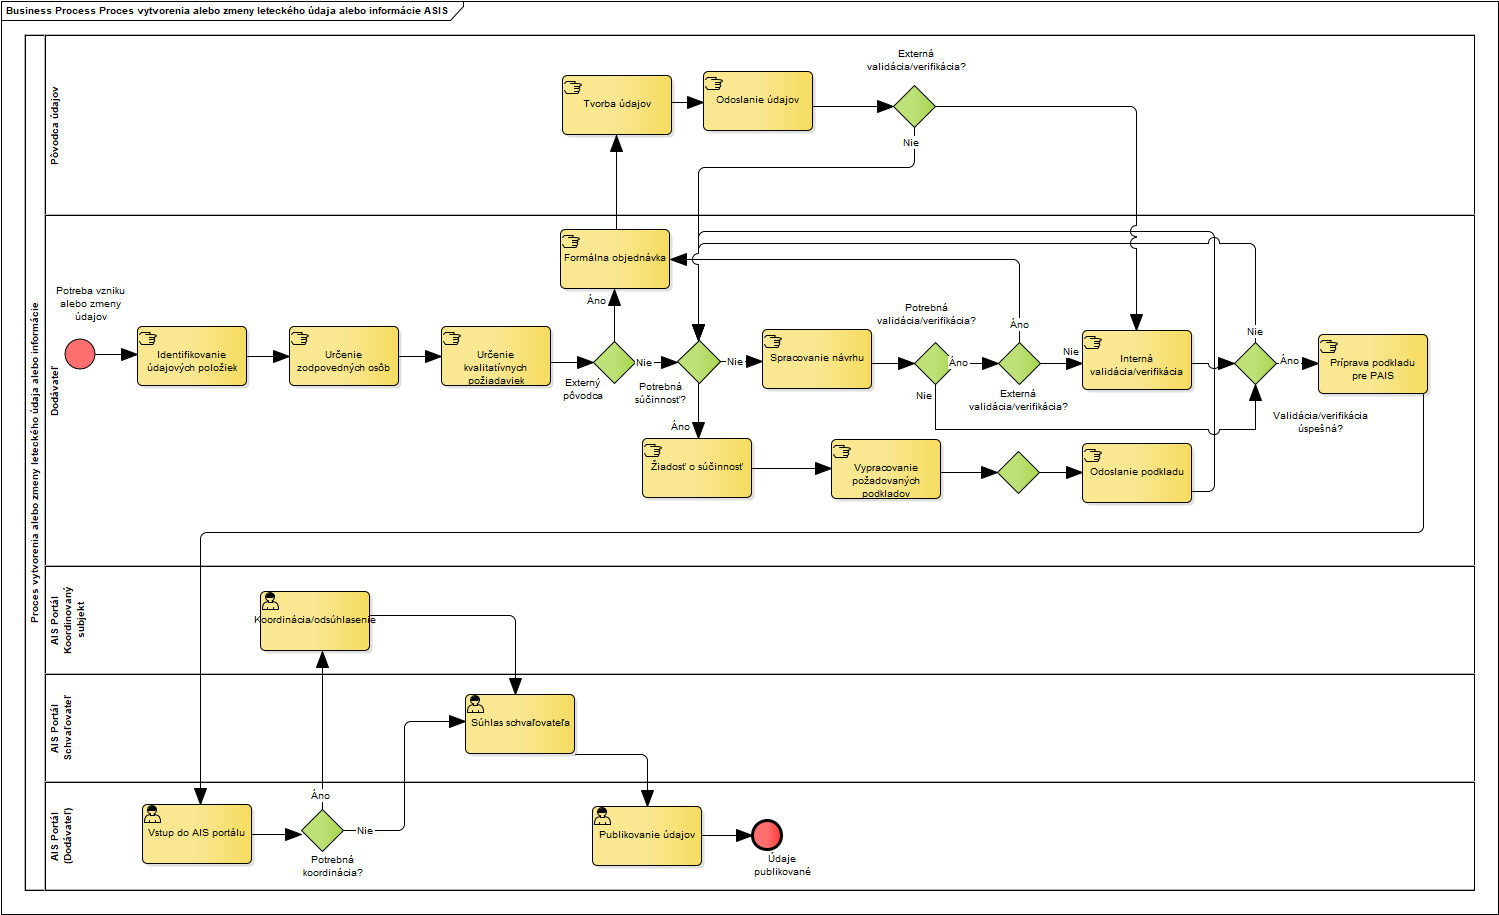 Business Process Proces vytvorenia alebo zmeny leteckého údaja alebo informácie ASIS
Proces vytvorenia alebo zmeny leteckého údaja alebo informácie
Pôvodca údajov
Tvorba údajov
Odoslanie údajov
Externá
validácia/verifikácia?
Nie
Dodávateľ
Potreba vzniku
alebo zmeny
údajov
Identifikovanie
údajových položiek
Určenie
zodpovedných osôb
Určenie
kvalitatívnych
požiadaviek
Formálna objednávka
Áno
Externý
pôvodca
Nie
Potrebná
súčinnosť?
Nie
Áno
Spracovanie návrhu
Potrebná
validácia/verifikácia?
Áno
Nie
Áno
Externá
validácia/verifikácia?
Nie
Interná
validácia/verifikácia
Nie
Áno
Validácia/verifikácia
úspešná?
Príprava podkladu
pre PAIS
Žiadosť o súčinnosť
Vypracovanie
požadovaných
podkladov
Odoslanie podkladu
AIS Portál
Koordinovaný
subjekt
Koordinácia/odsúhlasenie
AIS Portál
Schvaľovateľ
Súhlas schvaľovateľa
AIS Portál
(Dodávateľ)
Vstup do AIS portálu
Áno
Nie
Potrebná
koordinácia?
Publikovanie údajov
Údaje
publikované